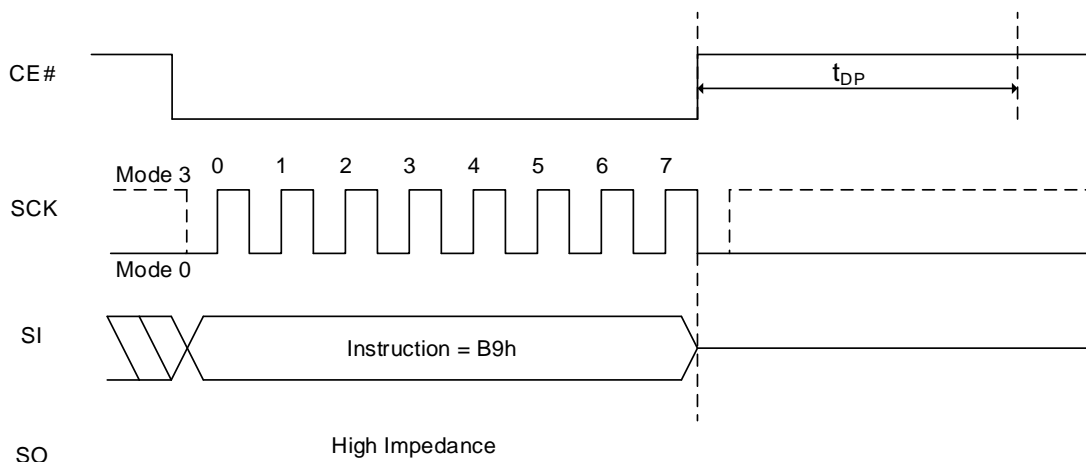 CE#
tDP
0 1 2 3 4 5 6 7
Mode 3
SCK
Mode 0
SI
Instruction = B9h
High Impedance
SO